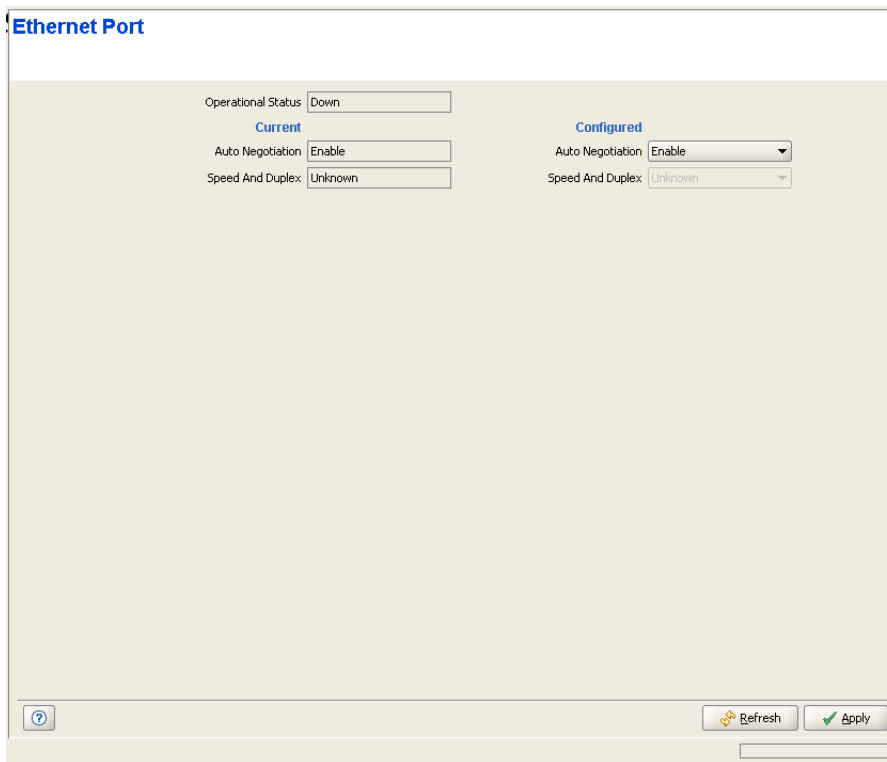 Ethernet Port
Operational Status Down
Current Configured
Auto Negotiation Enable Auto Negotiation Enable
Speed And Duplex Unknown Speed And Duplex Unknown
? Refresh Apply